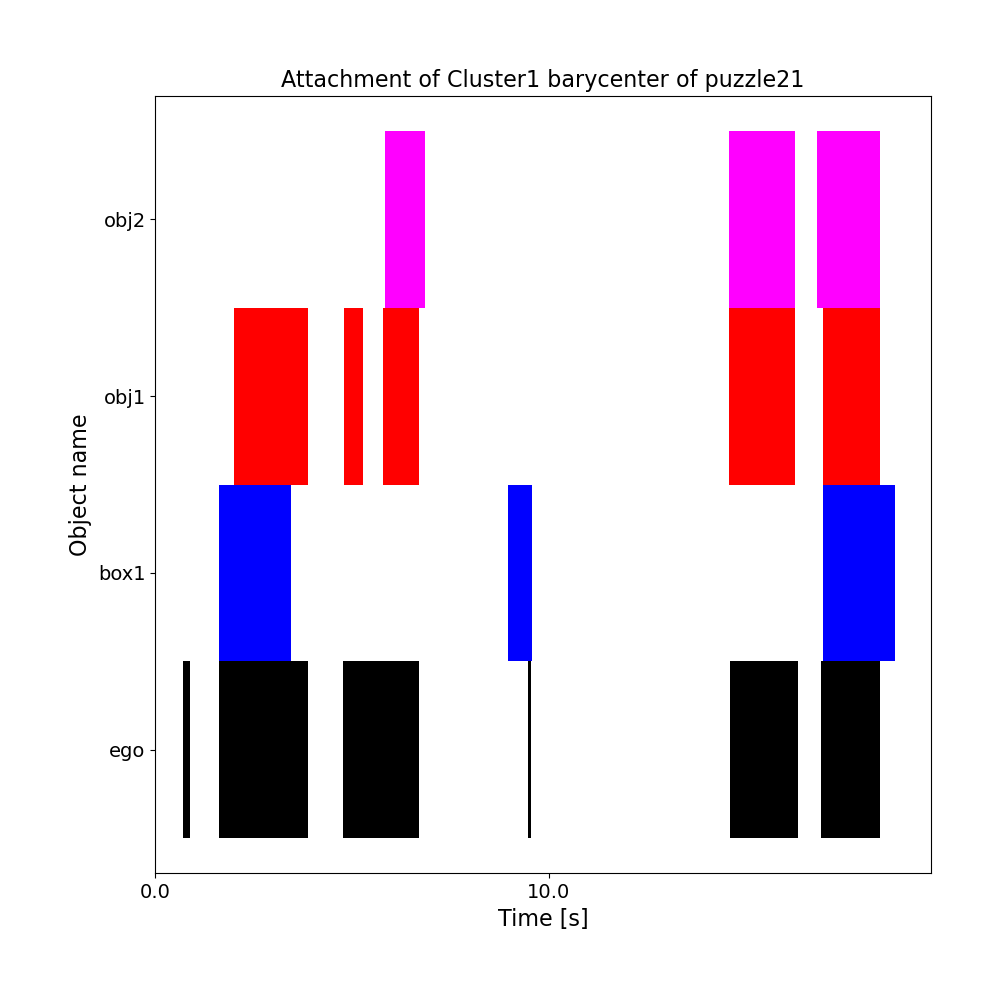 Attachment of Cluster1 barycenter of puzzle21
obj2
obj1
box1
ego
Object name
0.0
10.0
Time [s]